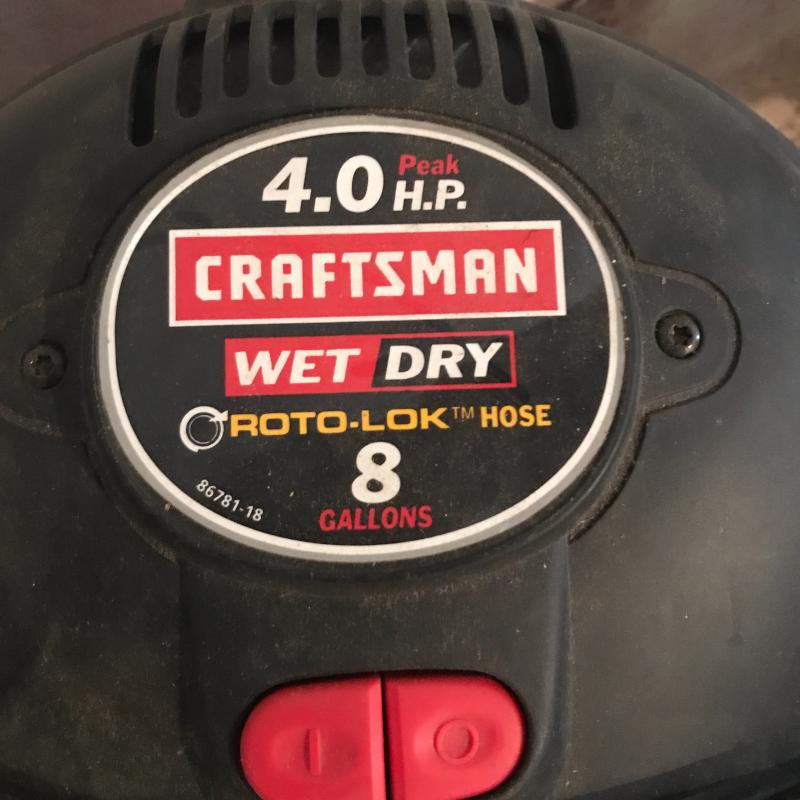 4.0 Peak H.P.
CRAFTSMAN
WET DRY
ROTO-LOK™ HOSE
8
GALLONS
86781-18